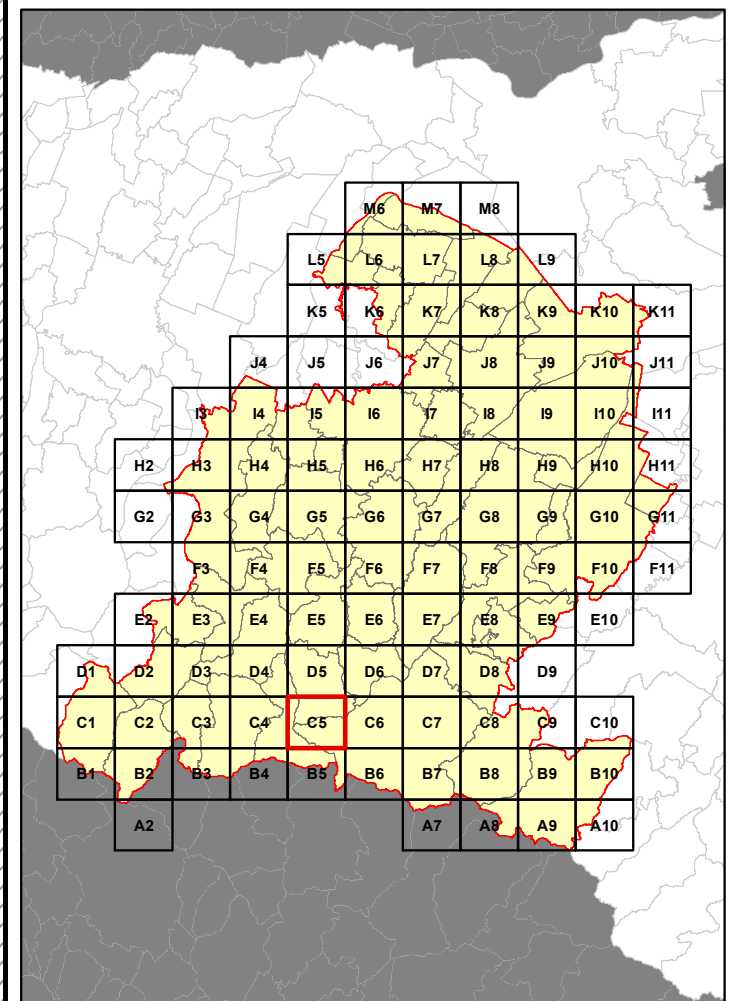 M6 M7 M8
L5 L6 L7 L8 L9
K5 K6 K7 K8 K9 K10 K11
J4 J5 J6 J7 J8 J9 J10 J11
I3 I4 I5 I6 I7 I8 I9 I10 I11
H2 H3 H4 H5 H6 H7 H8 H9 H10 H11
G2 G3 G4 G5 G6 G7 G8 G9 G10 G11
F3 F4 F5 F6 F7 F8 F9 F10 F11
E2 E3 E4 E5 E6 E7 E8 E9 E10
D1 D2 D3 D4 D5 D6 D7 D8 D9
C1 C2 C3 C4 C5 C6 C7 C8 C9 C10
B1 B2 B3 B4 B5 B6 B7 B8 B9 B10
A2 A7 A8 A9 A10